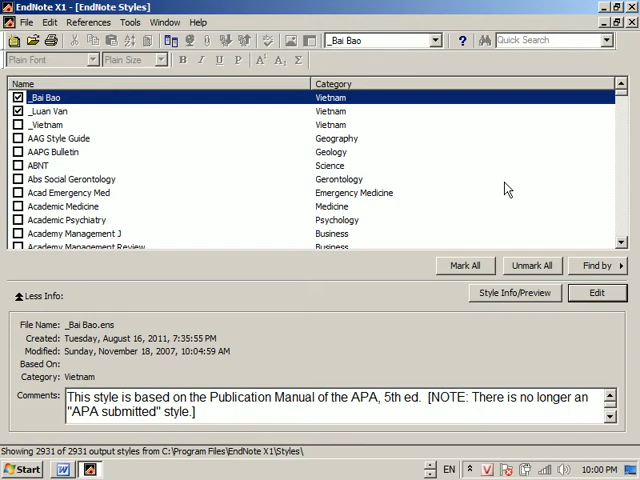 EndNote X1 - [EndNote Styles]
File Edit References Tools Window Help
_Bai Bao ? Quick Search
Plain Font Plain Size B I U P A¹ A₁ Σ
Name Category
_Bai Bao Vietnam
_Luan Van Vietnam
_Vietnam Vietnam
AAG Style Guide Geography
AAPG Bulletin Geology
ABNT Science
Abs Social Gerontology Gerontology
Acad Emergency Med Emergency Medicine
Academic Medicine Medicine
Academic Psychiatry Psychology
Academy Management J Business
Academy Management Review Business
Mark All Unmark All Find by
Less Info: Style Info/Preview Edit
File Name: _Bai Bao.ens
Created: Tuesday, August 16, 2011, 7:35:55 PM
Modified: Sunday, November 18, 2007, 10:04:59 AM
Based On:
Category: Vietnam
Comments: This style is based on the Publication Manual of the APA, 5th ed. [NOTE: There is no longer an
"APA submitted" style.]
Showing 2931 of 2931 output styles from C:\Program Files\EndNote X1\Styles\
Start EN 10:00 PM